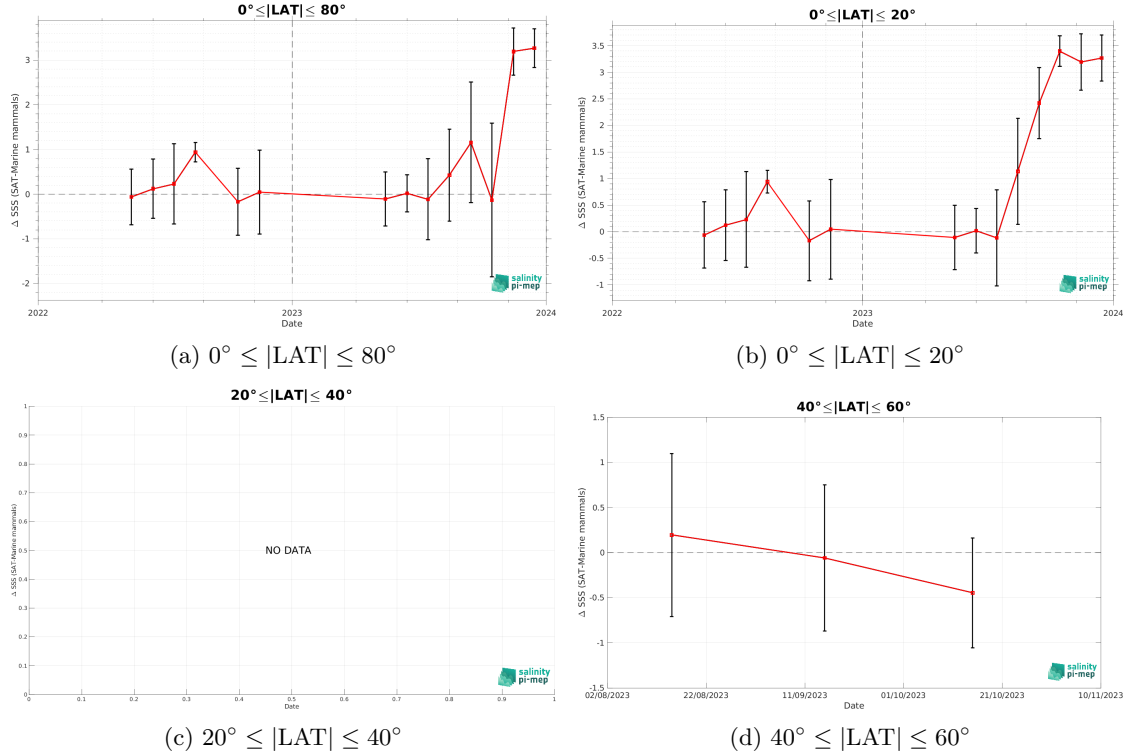 0°≤|LAT|≤ 80°
Δ SSS (SAT-Marine mammals)
3
2
1
0
-1
-2
2022
2023
2024
Date
salinity
pi-mep
(a) 0° ≤ |LAT| ≤ 80°
0°≤|LAT|≤ 20°
Δ SSS (SAT-Marine mammals)
3.5
3
2.5
2
1.5
1
0.5
0
-0.5
-1
2022
2023
2024
Date
salinity
pi-mep
(b) 0° ≤ |LAT| ≤ 20°
20°≤|LAT|≤ 40°
Δ SSS (SAT-Marine mammals)
1
0.9
0.8
0.7
0.6
0.5
0.4
0.3
0.2
0.1
0
NO DATA
0 0.1 0.2 0.3 0.4 0.5 0.6 0.7 0.8 0.9 1
Date
salinity
pi-mep
(c) 20° ≤ |LAT| ≤ 40°
40°≤|LAT|≤ 60°
Δ SSS (SAT-Marine mammals)
1.5
1
0.5
0
-0.5
-1
-1.5
02/08/2023 22/08/2023 11/09/2023 01/10/2023 21/10/2023 10/11/2023
Date
salinity
pi-mep
(d) 40° ≤ |LAT| ≤ 60°